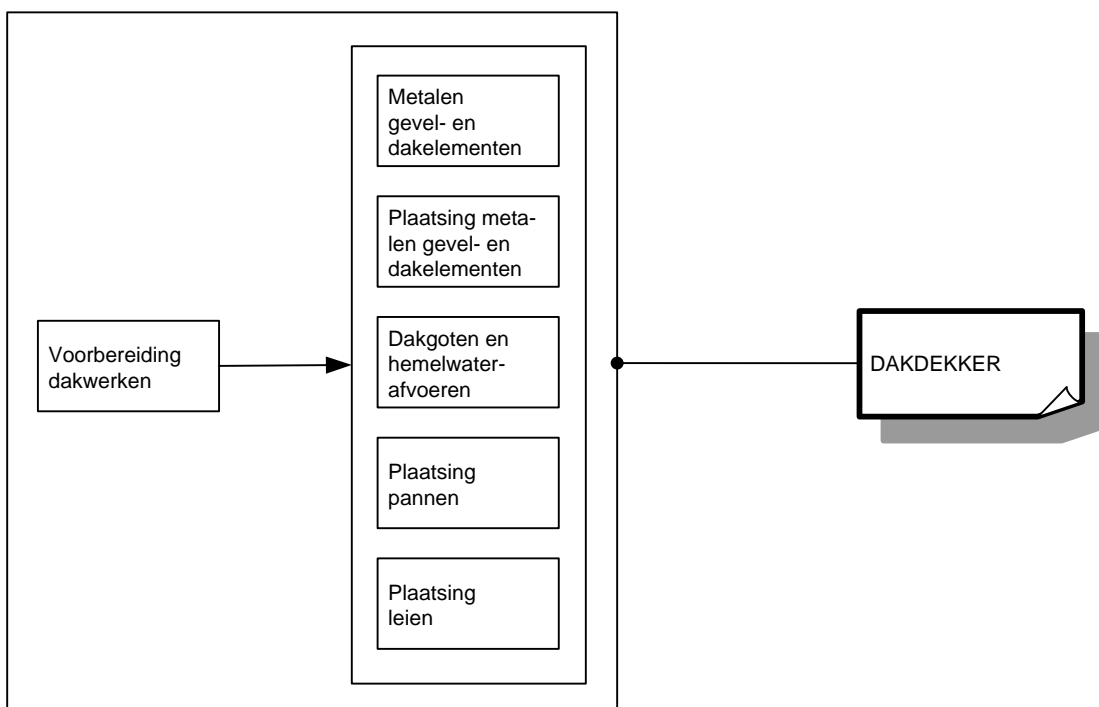 Metalen
gevel- en
dakelementen
Plaatsing meta-
len gevel- en
dakelementen
Voorbereiding
dakwerken
Dakgoten en
hemelwater-
afvoeren
DAKDEKKER
Plaatsing
pannen
Plaatsing
leien